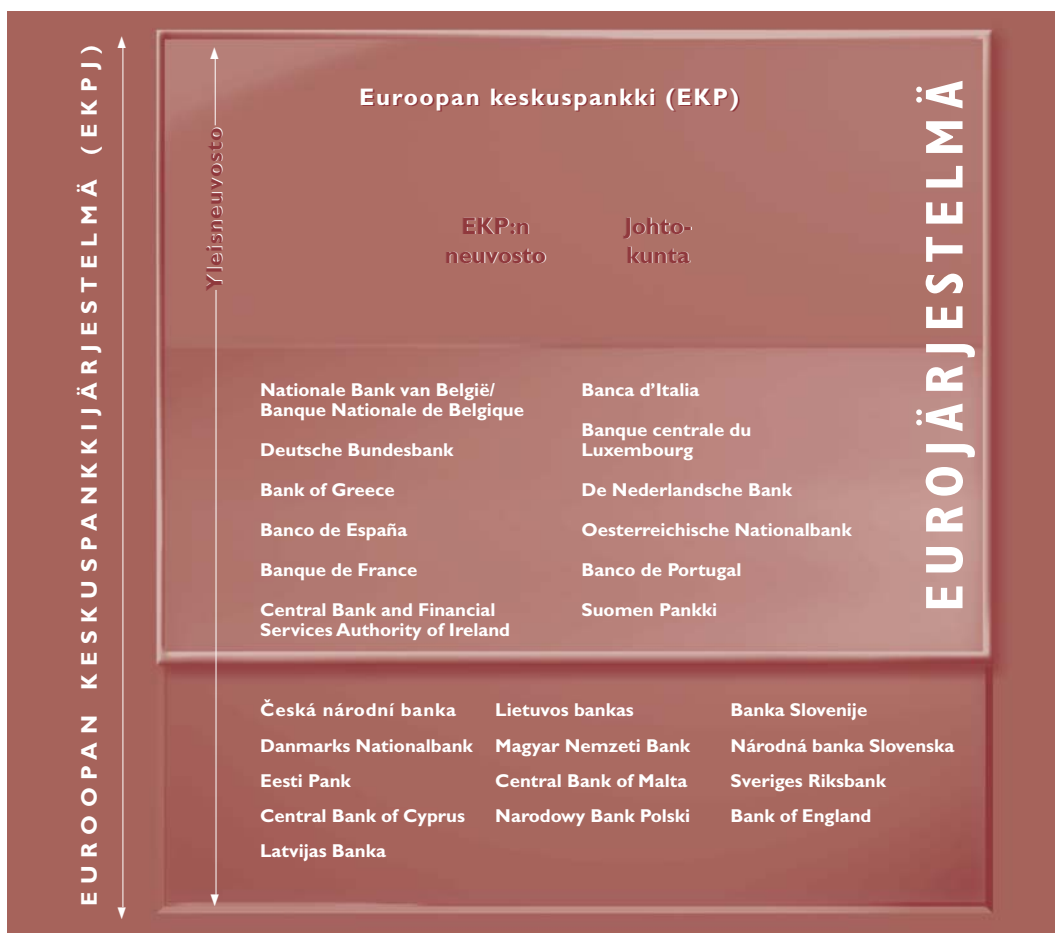 EUROOPAN KESKUSPANKKIJÄRJESTELMÄ (EKPJ)
Yleisneuvosto
Euroopan keskuspankki (EKP)
EKP:n
neuvosto
Johto-
kunta
EUROJÄRJESTELMÄ
Nationale Bank van België/
Banque Nationale de Belgique
Deutsche Bundesbank
Bank of Greece
Banco de España
Banque de France
Central Bank and Financial
Services Authority of Ireland
Banca d’Italia
Banque centrale du
Luxembourg
De Nederlandsche Bank
Oesterreichische Nationalbank
Banco de Portugal
Suomen Pankki
Česká národní banka
Danmarks Nationalbank
Eesti Pank
Central Bank of Cyprus
Latvijas Banka
Lietuvos bankas
Magyar Nemzeti Bank
Central Bank of Malta
Narodowy Bank Polski
Banka Slovenije
Národná banka Slovenska
Sveriges Riksbank
Bank of England